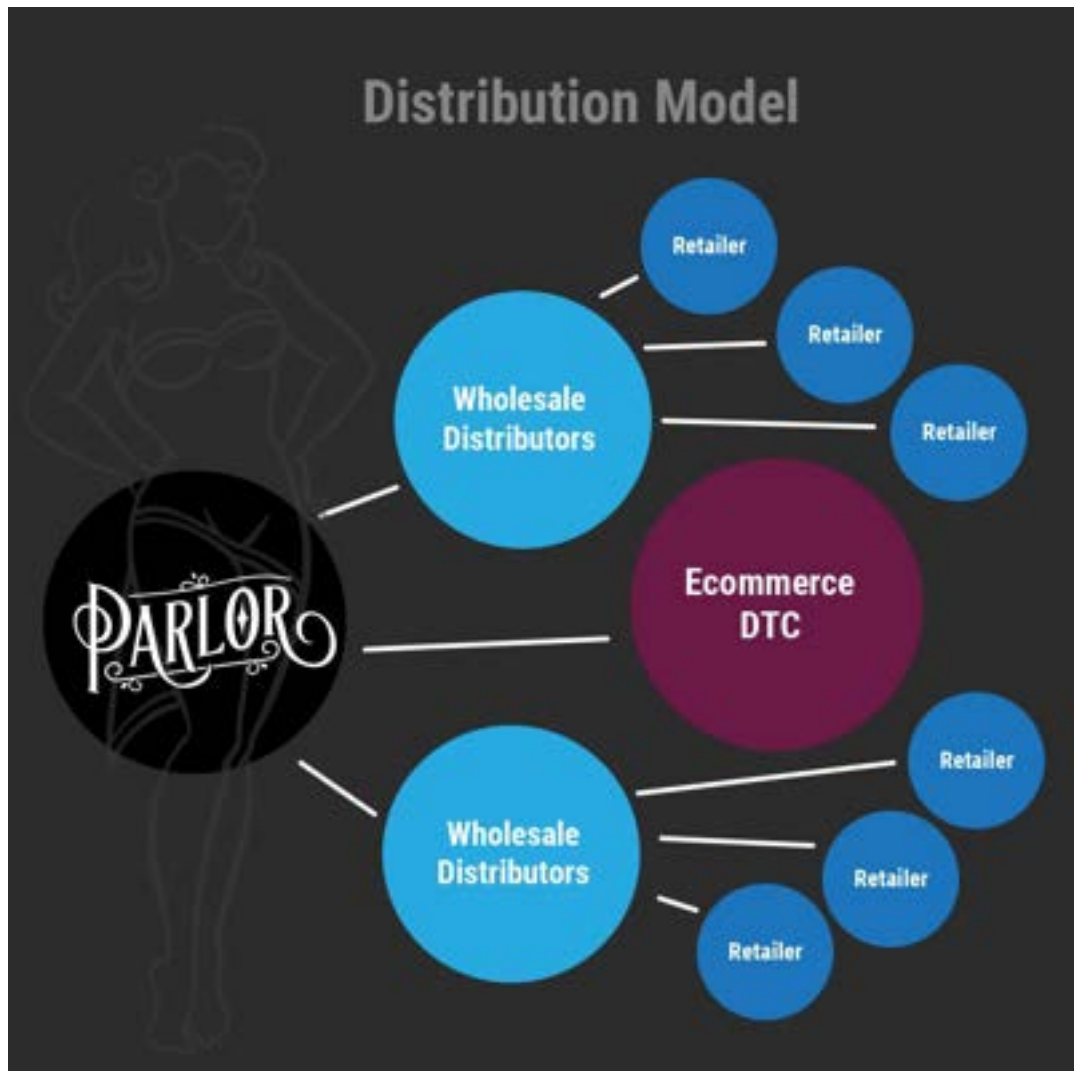 Distribution Model
Retailer
Retailer
Retailer
Wholesale
Distributors
Ecommerce
DTC
PARLOR
Wholesale
Distributors
Retailer
Retailer
Retailer